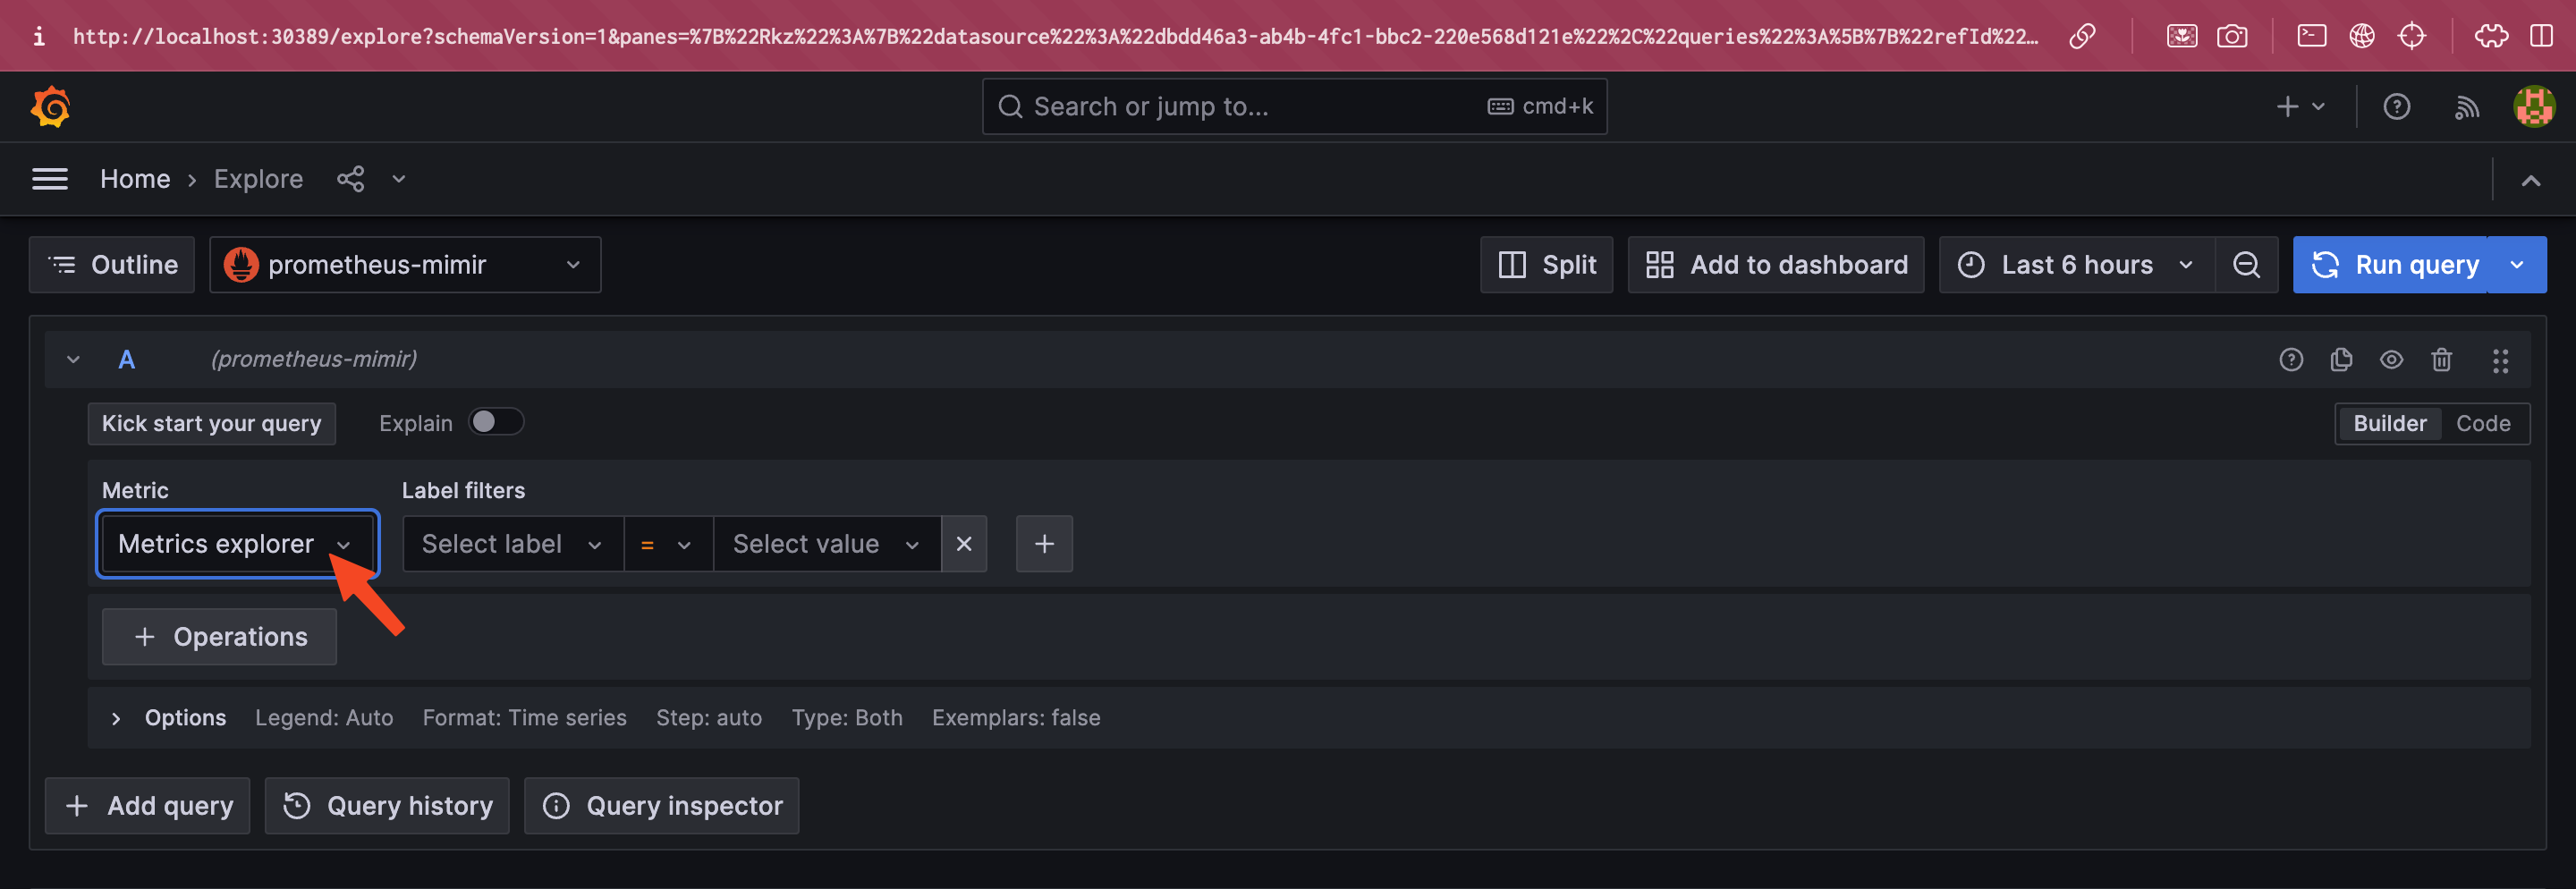 http://localhost:30389/explore?schemaVersion=1&panes=%7B%22Rkz%22%3A%7B%22datasource%22%3A%22dbdd46a3-ab4b-4fc1-bbc2-220e568d121e%22%2C%22queries%22%3A%5B%7B%22refId%22…
Search or jump to... cmd+k
Home › Explore
Outline prometheus-mimir Split Add to dashboard Last 6 hours Run query
A (prometheus-mimir)
Kick start your query Explain Builder Code
Metric Label filters
Metrics explorer Select label = Select value
+ Operations
Options Legend: Auto Format: Time series Step: auto Type: Both Exemplars: false
+ Add query Query history Query inspector